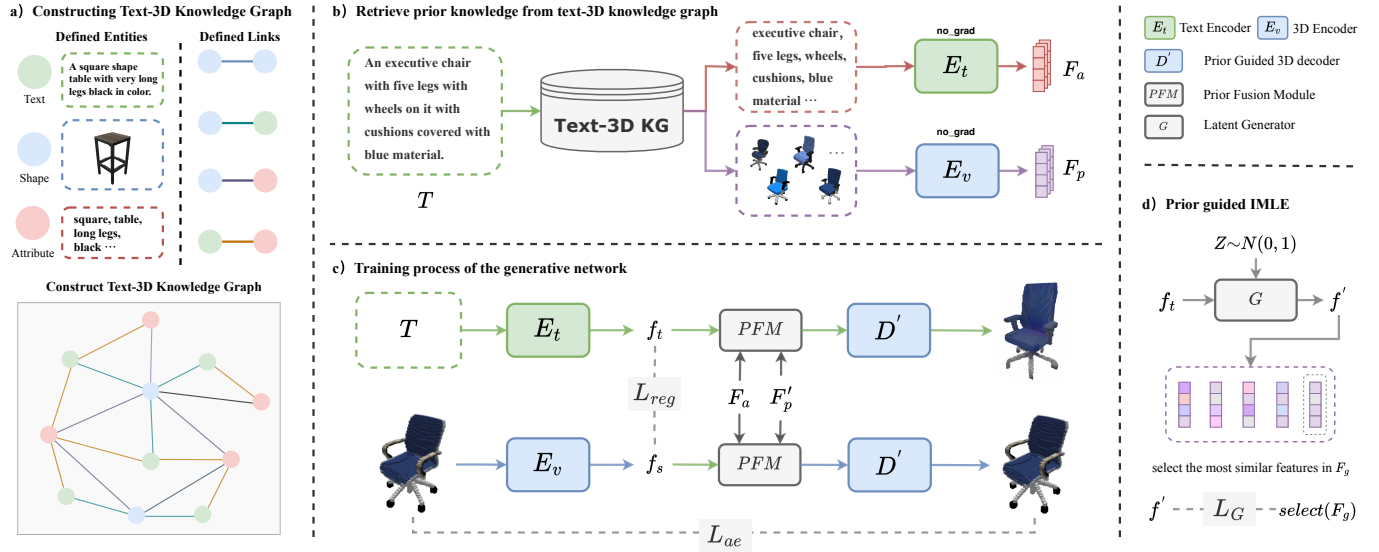 a) Constructing Text-3D Knowledge Graph
Defined Entities
Defined Links
Text
A square shape
table with very long
legs black in color.
Shape
Attribute
square, table,
long legs,
black ···
Construct Text-3D Knowledge Graph
b) Retrieve prior knowledge from text-3D knowledge graph
An executive chair
with five legs with
wheels on it with
cushions covered with
blue material.
T
Text-3D KG
executive chair,
five legs, wheels,
cushions, blue
material ···
····
no_grad
E_t
F_a
no_grad
E_v
F_p
c) Training process of the generative network
T
E_t
f_t
PFM
D'
L_reg
F_a
F'_p
E_v
f_s
PFM
D'
L_ae
E_t Text Encoder
E_v 3D Encoder
D' Prior Guided 3D decoder
PFM Prior Fusion Module
G Latent Generator
d) Prior guided IMLE
Z~N(0,1)
f_t
G
f'
select the most similar features in F_g
f' L_G select(F_g)